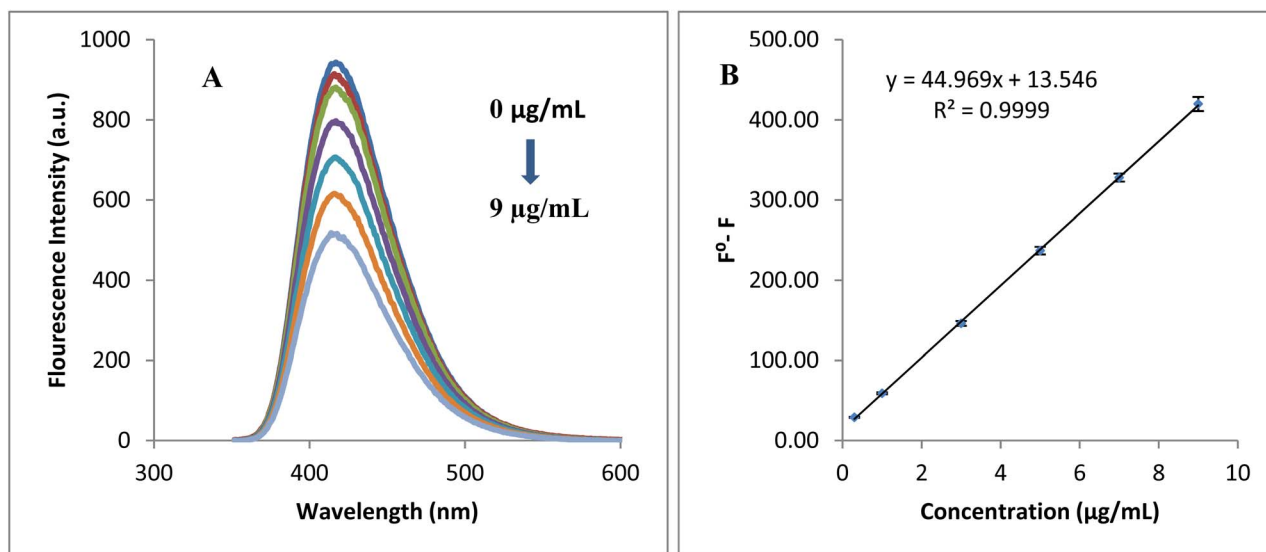 A
0 µg/mL
9 µg/mL
Flourescence Intensity (a.u.)
1000
800
600
400
200
0
300
400
500
600
Wavelength (nm)
B
y = 44.969x + 13.546
R² = 0.9999
F⁰- F
500.00
400.00
300.00
200.00
100.00
0.00
0
2
4
6
8
10
Concentration (µg/mL)